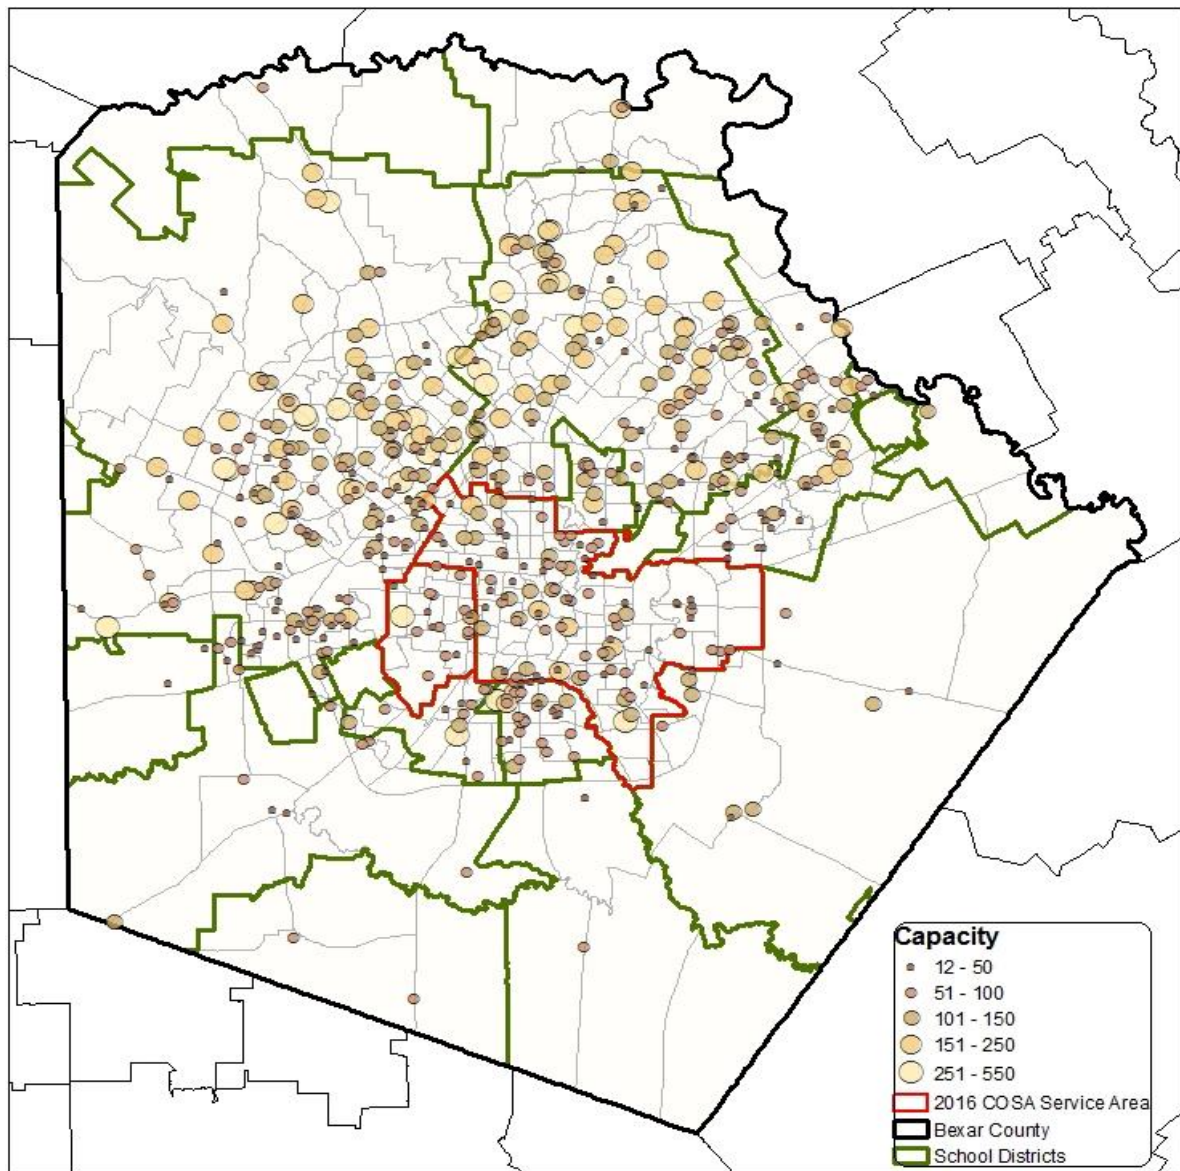 Capacity
12 - 50
51 - 100
101 - 150
151 - 250
251 - 550
2016 COSA Service Area
Bexar County
School Districts